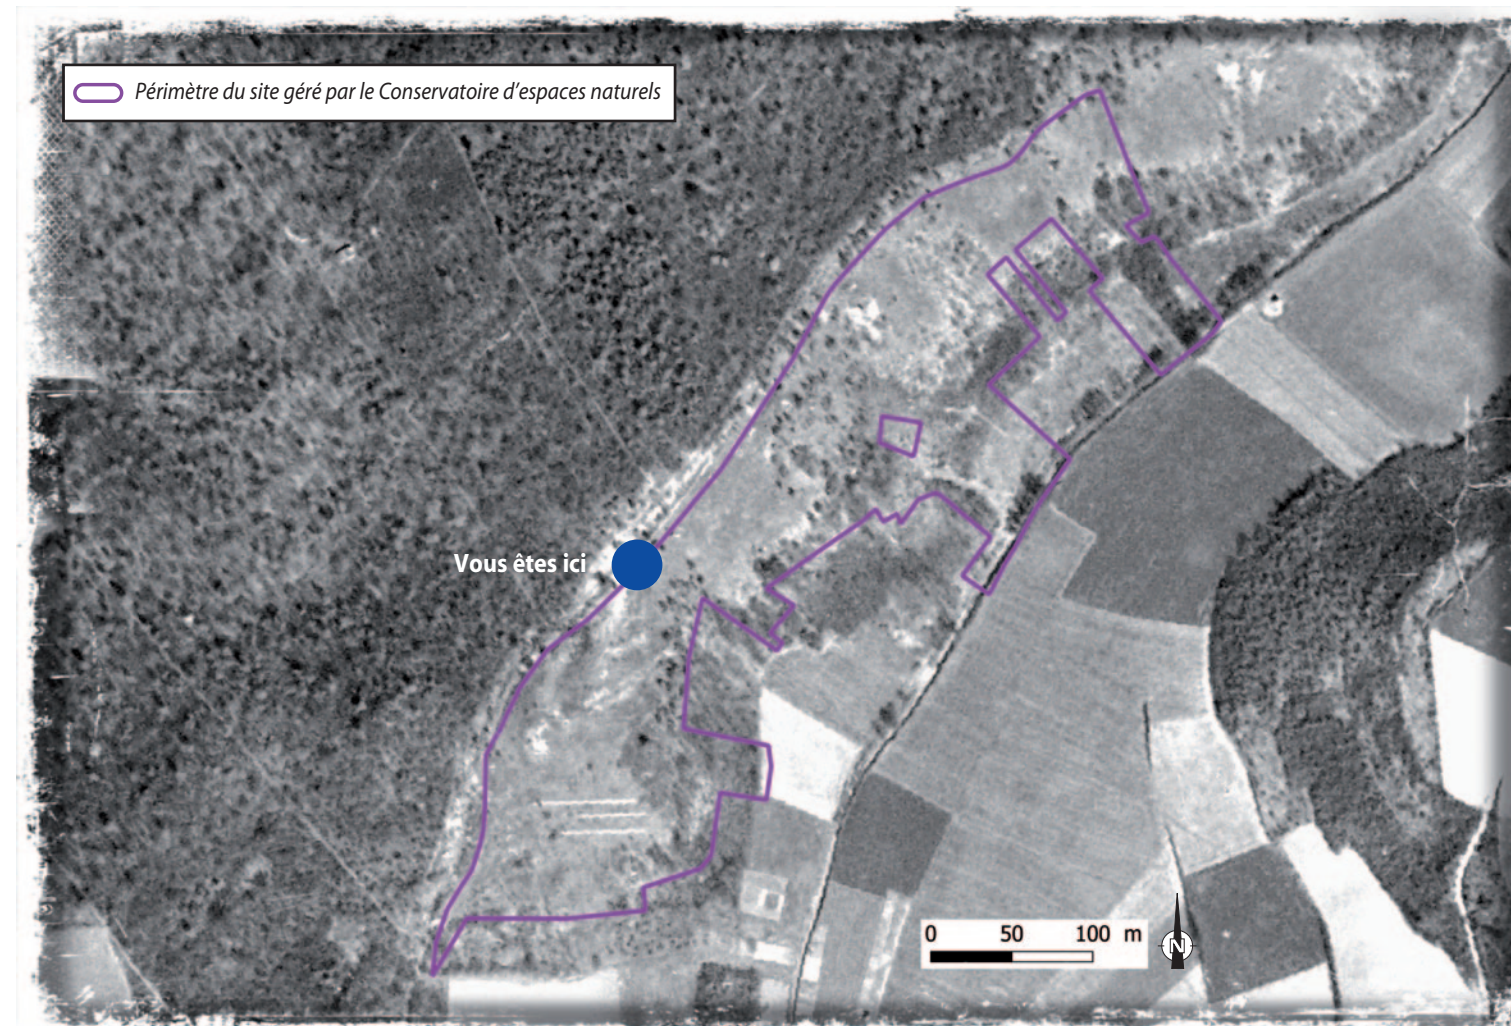 Périmètre du site géré par le Conservatoire d'espaces naturels
Vous êtes ici
0 50 100 m
N